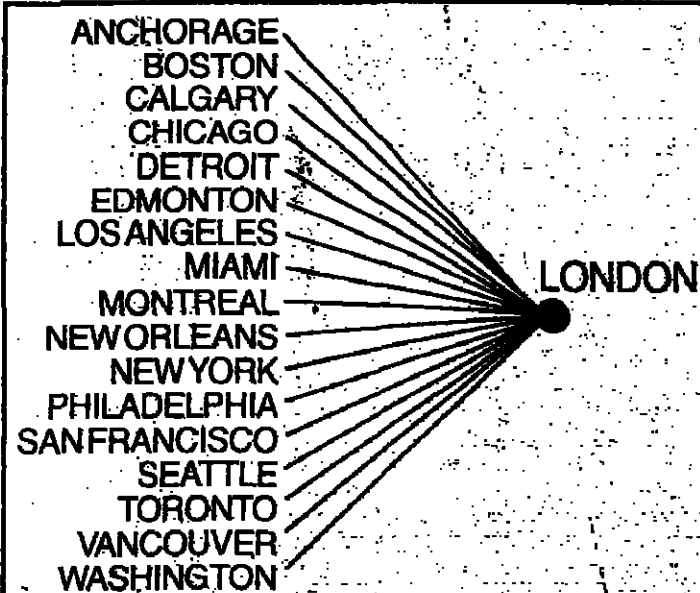 ANCHORAGE
BOSTON
CALGARY
CHICAGO
DETROIT
EDMONTON
LOS ANGELES
MIAMI
MONTREAL
NEW ORLEANS
NEW YORK
PHILADELPHIA
SAN FRANCISCO
SEATTLE
TORONTO
VANCOUVER
WASHINGTON
LONDON